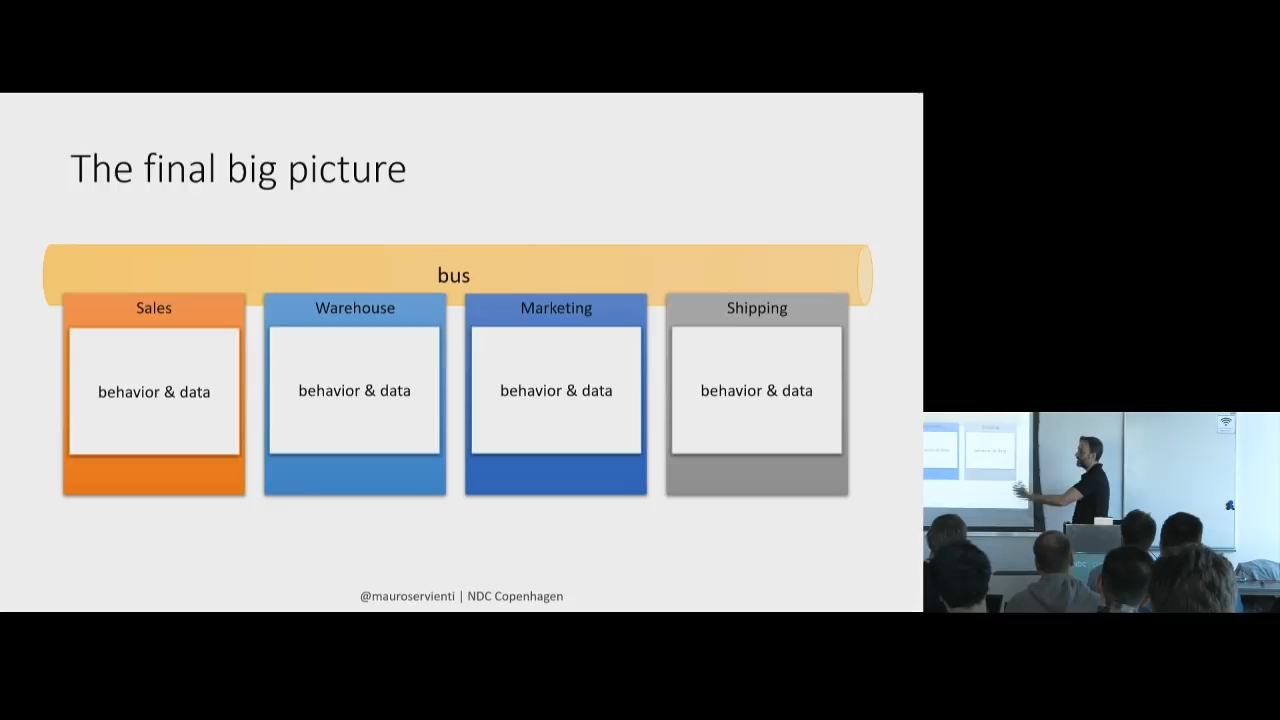 The final big picture
bus
Sales
Warehouse
Marketing
Shipping
behavior & data
behavior & data
behavior & data
behavior & data
@mauroservienti | NDC Copenhagen